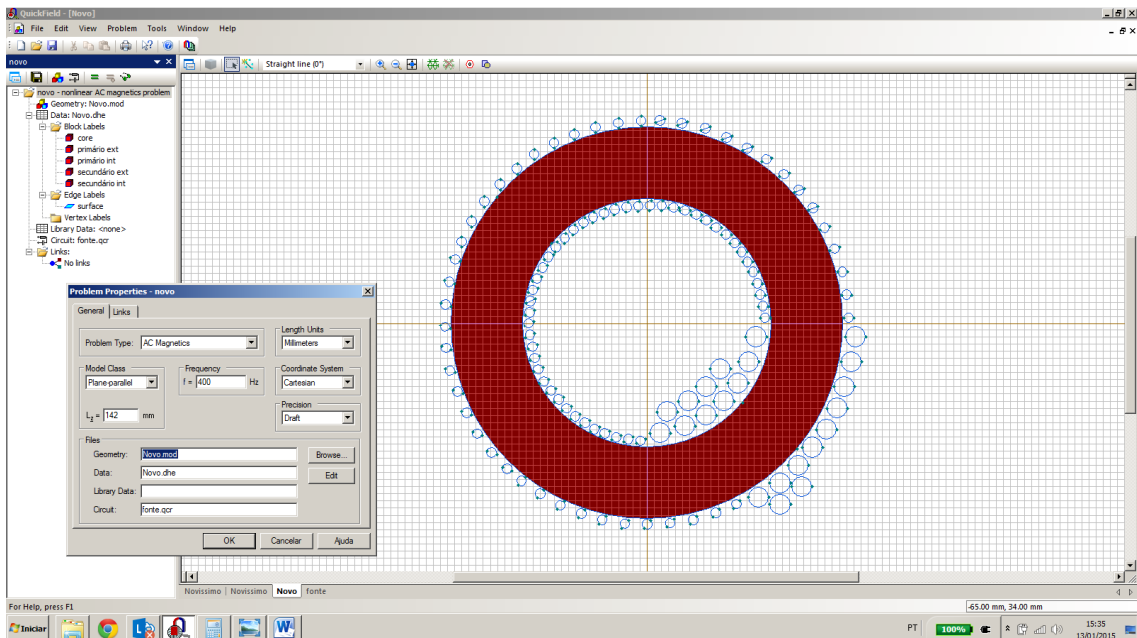 QuickField - [Novo]
File Edit View Problem Tools Window Help
novo
Straight line (0°)
novo - nonlinear AC magnetics problem
Geometry: Novo.mod
Data: Novo.dhe
Block Labels
core
primário ext
primário int
secundário ext
secundário int
Edge Labels
surface
Vertex Labels
Library Data: <none>
Circuit: fonte.qcr
Links:
No links
Problem Properties - novo
General Links
Problem Type: AC Magnetics
Length Units
Millimeters
Model Class
Plane-parallel
Frequency
f = 400 Hz
Coordinate System
Cartesian
Lz = 142 mm
Precision
Draft
Files
Geometry: Novo.mod Browse...
Data: Novo.dhe Edit
Library Data:
Circuit: fonte.qcr
OK Cancelar Ajuda
Novissimo Novissimo Novo fonte
For Help, press F1
-65.00 mm, 34.00 mm
Iniciar
PT 100% 15:35
13/01/2015